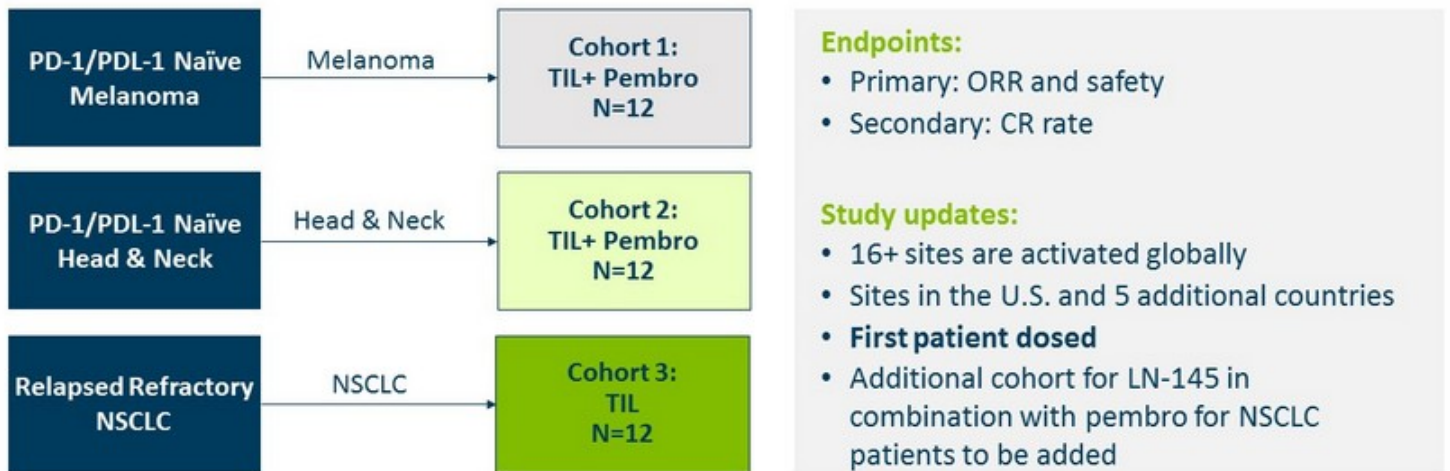 PD-1/PDL-1 Naïve
Melanoma
Melanoma
Cohort 1:
TIL+ Pembro
N=12
PD-1/PDL-1 Naïve
Head & Neck
Head & Neck
Cohort 2:
TIL+ Pembro
N=12
Relapsed Refractory
NSCLC
NSCLC
Cohort 3:
TIL
N=12
Endpoints:
• Primary: ORR and safety
• Secondary: CR rate
Study updates:
• 16+ sites are activated globally
• Sites in the U.S. and 5 additional countries
• First patient dosed
• Additional cohort for LN-145 in
combination with pembro for NSCLC
patients to be added